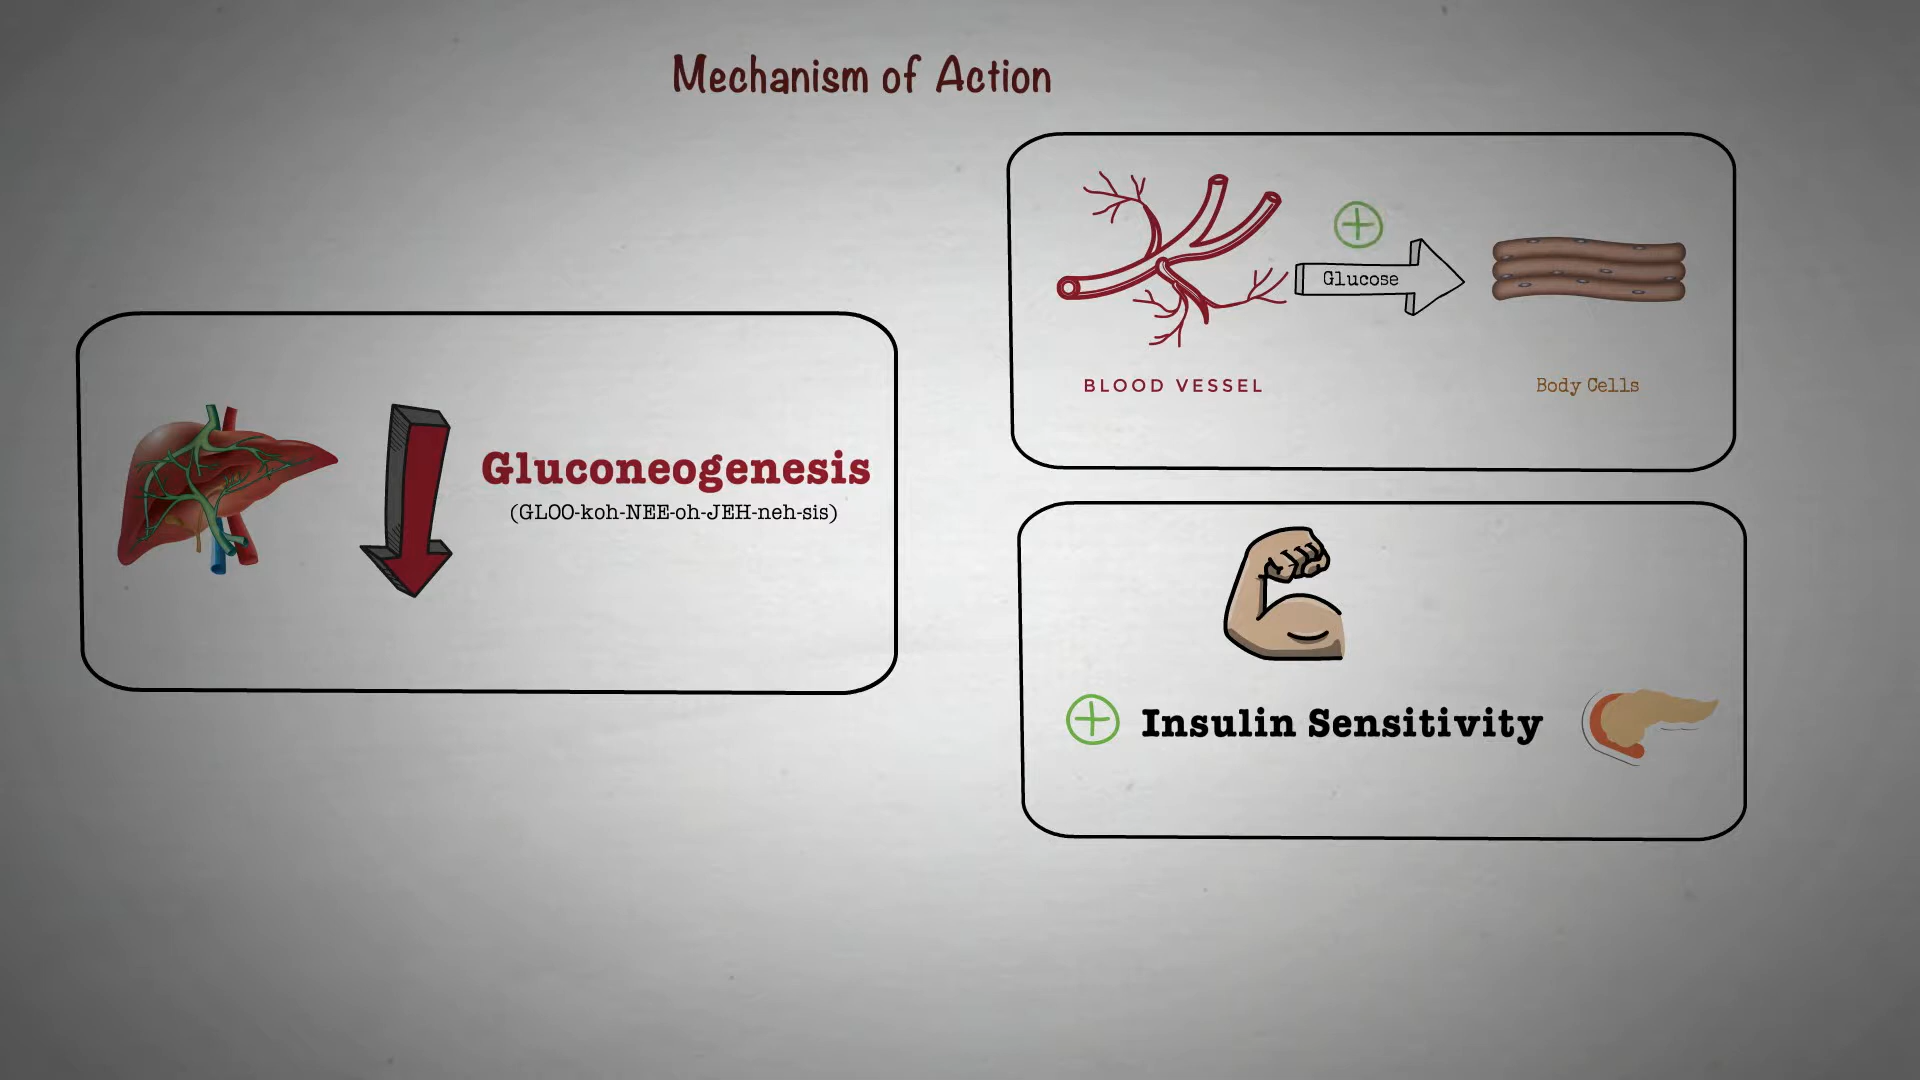 Mechanism of Action
Gluconeogenesis
(GLOO-koh-NEE-oh-JEH-neh-sis)
Glucose
BLOOD VESSEL
Body Cells
Insulin Sensitivity